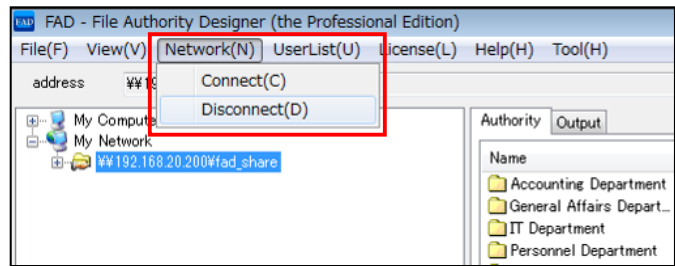 FAD FAD - File Authority Designer (the Professional Edition)
File(F) View(V) Network(N) UserList(U) License(L) Help(H) Tool(H)
address ¥¥19
Connect(C)
Disconnect(D)
My Compute
My Network
¥¥192.168.20.200¥fad_share
Authority Output
Name
Accounting Department
General Affairs Depart...
IT Department
Personnel Department